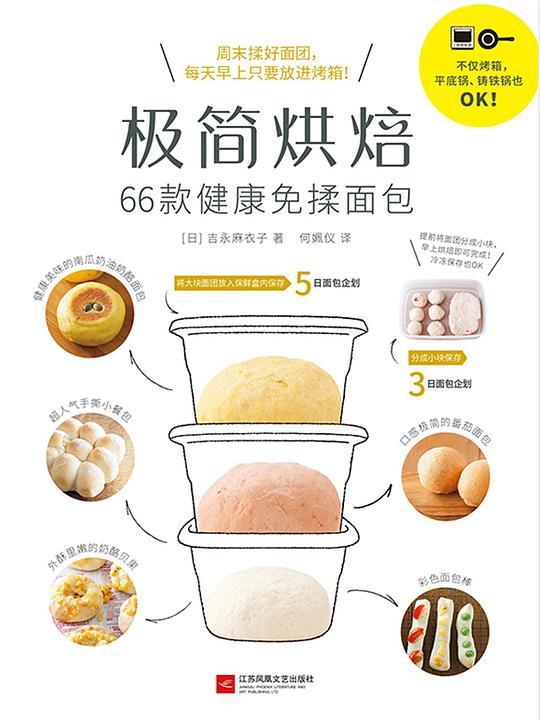 周末揉好面团，
每天早上只要放进烤箱！
不仅烤箱，
平底锅、铸铁锅也
OK！
极简烘焙
66款健康免揉面包
[日] 吉永麻衣子 著 何姵仪 译
提前将面团分成小块，
早上烘焙即可完成！
冷冻保存也OK
健康美味的南瓜奶油奶酪面包
将大块面团放入保鲜盒内保存
5日面包企划
分成小块保存
3日面包企划
超人气手撕小餐包
口感极简的番茄面包
外酥里嫩的奶酪贝果
彩色面包棒
江苏凤凰文艺出版社
JIANGSU PHOENIX LITERATURE AND
ART PUBLISHING, LTD